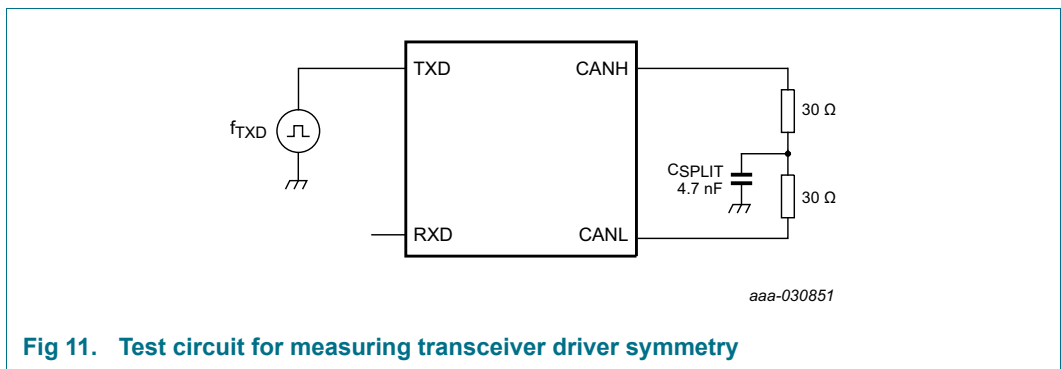 TXD
CANH
30 Ω
fTXD
CSPLIT
4.7 nF
30 Ω
RXD
CANL
aaa-030851
Fig 11. Test circuit for measuring transceiver driver symmetry